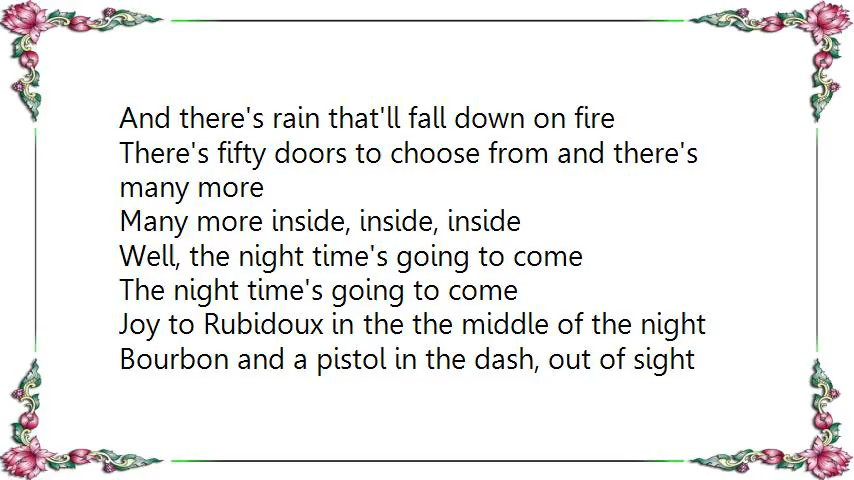 And there's rain that'll fall down on fire
There's fifty doors to choose from and there's
many more
Many more inside, inside, inside
Well, the night time's going to come
The night time's going to come
Joy to Rubidoux in the the middle of the night
Bourbon and a pistol in the dash, out of sight